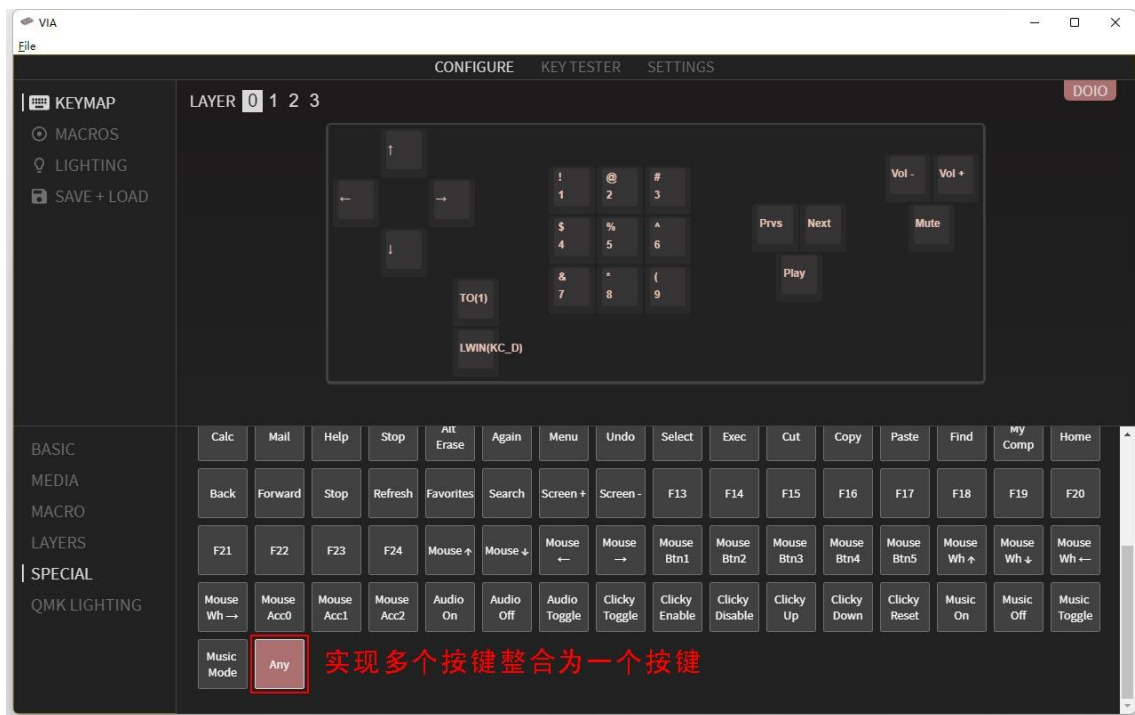 VIA
File
CONFIGURE KEY TESTER SETTINGS
KEYMAP
MACROS
LIGHTING
SAVE + LOAD
LAYER 0 1 2 3
DOIO
↑
← →
↓
TO(1)
LWIN(KC_D)
! @ #
1 2 3
$ % ^
4 5 6
& * (
7 8 9
Prvs Next
Play
Vol - Vol +
Mute
BASIC
MEDIA
MACRO
LAYERS
SPECIAL
QMK LIGHTING
Calc Mail Help Stop Alt Erase Again Menu Undo Select Exec Cut Copy Paste Find My Comp Home
Back Forward Stop Refresh Favorites Search Screen + Screen - F13 F14 F15 F16 F17 F18 F19 F20
F21 F22 F23 F24 Mouse ↑ Mouse ↓ Mouse ← Mouse → Mouse Btn1 Mouse Btn2 Mouse Btn3 Mouse Btn4 Mouse Btn5 Mouse Wh ↑ Mouse Wh ↓ Mouse Wh ←
Mouse Wh → Mouse Acc0 Mouse Acc1 Mouse Acc2 Audio On Audio Off Audio Toggle Clicky Toggle Clicky Enable Clicky Disable Clicky Up Clicky Down Clicky Reset Music On Music Off Music Toggle
Music Mode Any 实现多个按键整合为一个按键